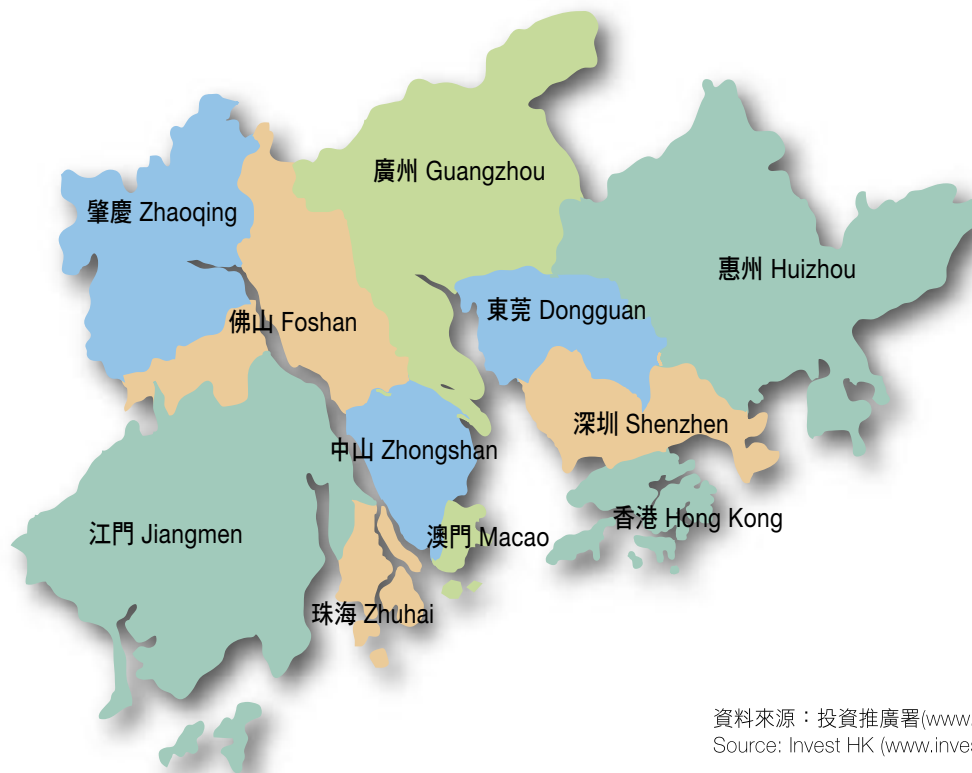 廣州 Guangzhou
肇慶 Zhaoqing
惠州 Huizhou
東莞 Dongguan
佛山 Foshan
深圳 Shenzhen
中山 Zhongshan
香港 Hong Kong
江門 Jiangmen
澳門 Macao
珠海 Zhuhai
資料來源：投資推廣署(www.
Source: Invest HK (www.inves